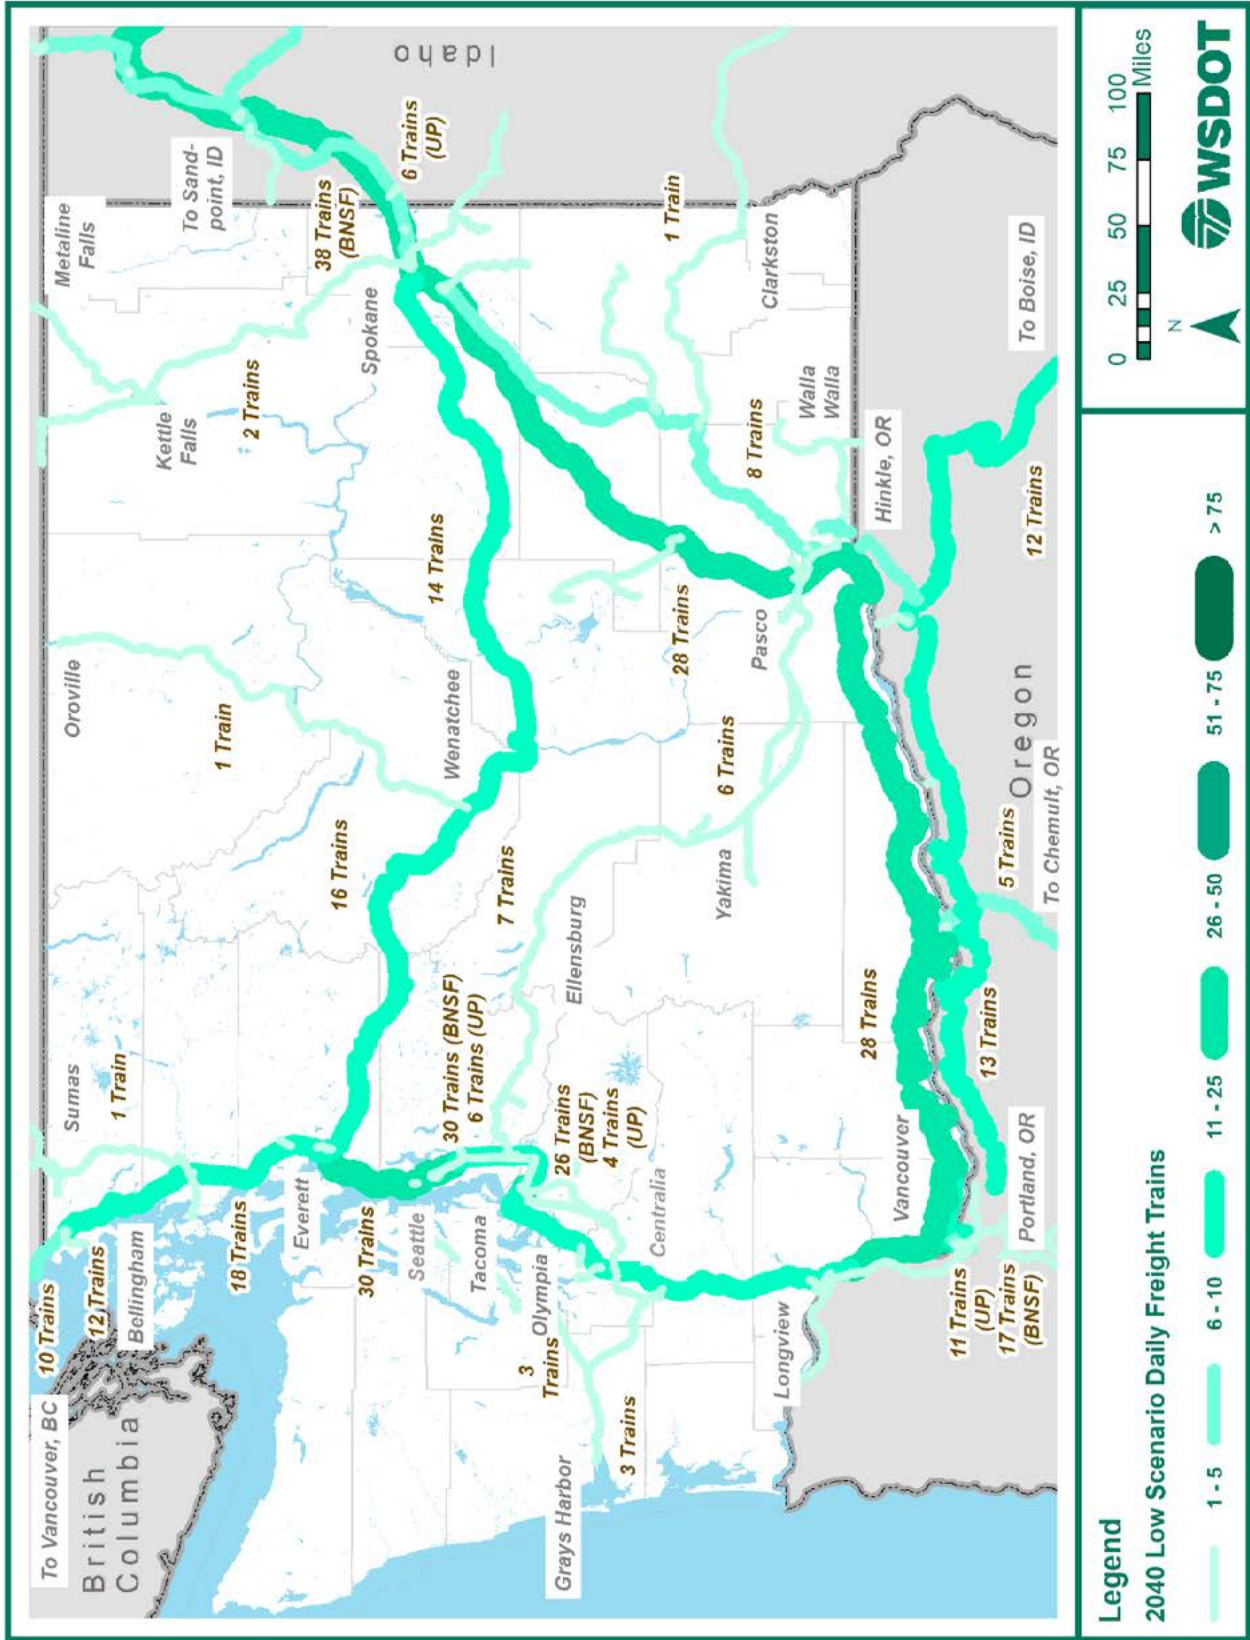 To Vancouver, BC
British
Columbia
10 Trains
12 Trains
Bellingham
Sumas
1 Train
18 Trains
Everett
30 Trains
Seattle
Tacoma
Olympia
3
Trains
Grays Harbor
3 Trains
Oroville
1 Train
16 Trains
Wenatchee
7 Trains
30 Trains (BNSF)
6 Trains (UP)
Ellensburg
26 Trains
(BNSF)
4 Trains
(UP)
Centralia
Longview
Metaline
Falls
Kettle
Falls
2 Trains
To Sand-
point, ID
38 Trains
(BNSF)
6 Trains
(UP)
Idaho
Spokane
14 Trains
28 Trains
Pasco
6 Trains
Yakima
1 Train
Clarkston
8 Trains
Walla
Walla
Hinkle, OR
To Boise, ID
12 Trains
28 Trains
Vancouver
13 Trains
Portland, OR
11 Trains
(UP)
17 Trains
(BNSF)
5 Trains
Oregon
To Chemult, OR
Legend
2040 Low Scenario Daily Freight Trains
1 - 5
6 - 10
11 - 25
26 - 50
51 - 75
> 75
0 25 50 75 100
Miles
N
WSDOT